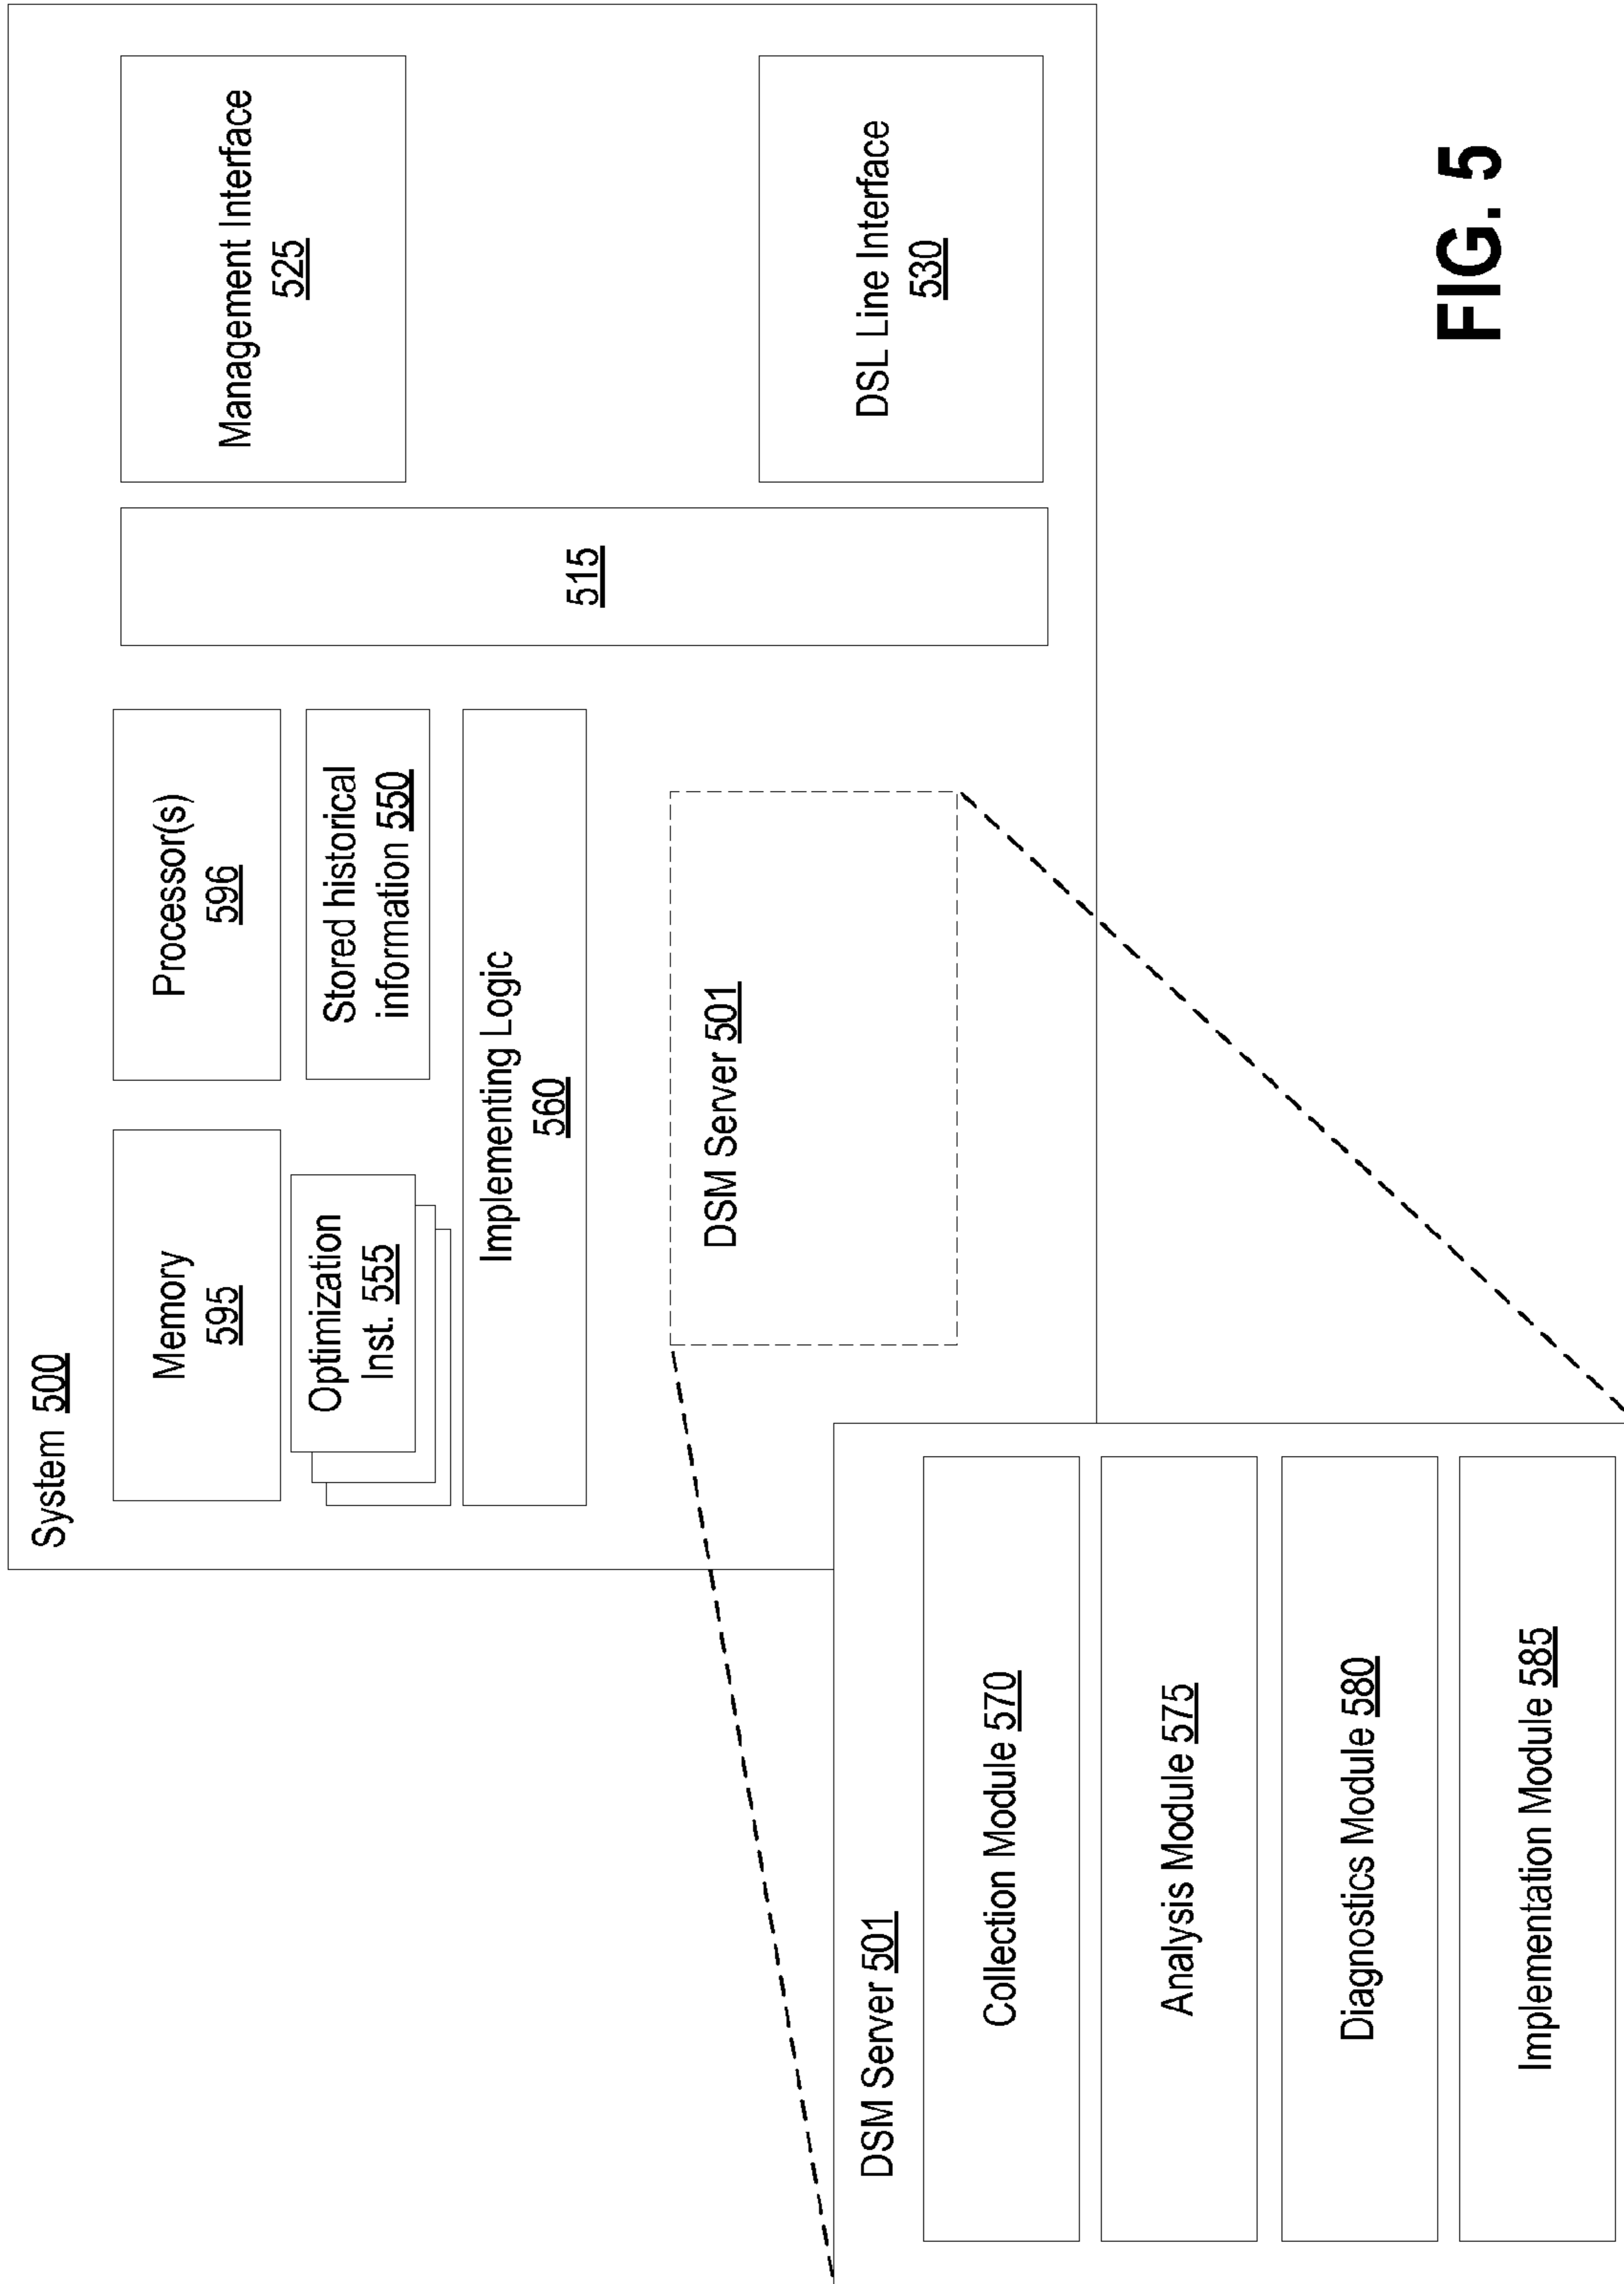 System 500
Memory
595
Processor(s)
596
Optimization
Inst. 555
Stored historical
information 550
Implementing Logic
560
DSM Server 501
515
Management Interface
525
DSL Line Interface
530
DSM Server 501
Collection Module 570
Analysis Module 575
Diagnostics Module 580
Implementation Module 585
FIG. 5